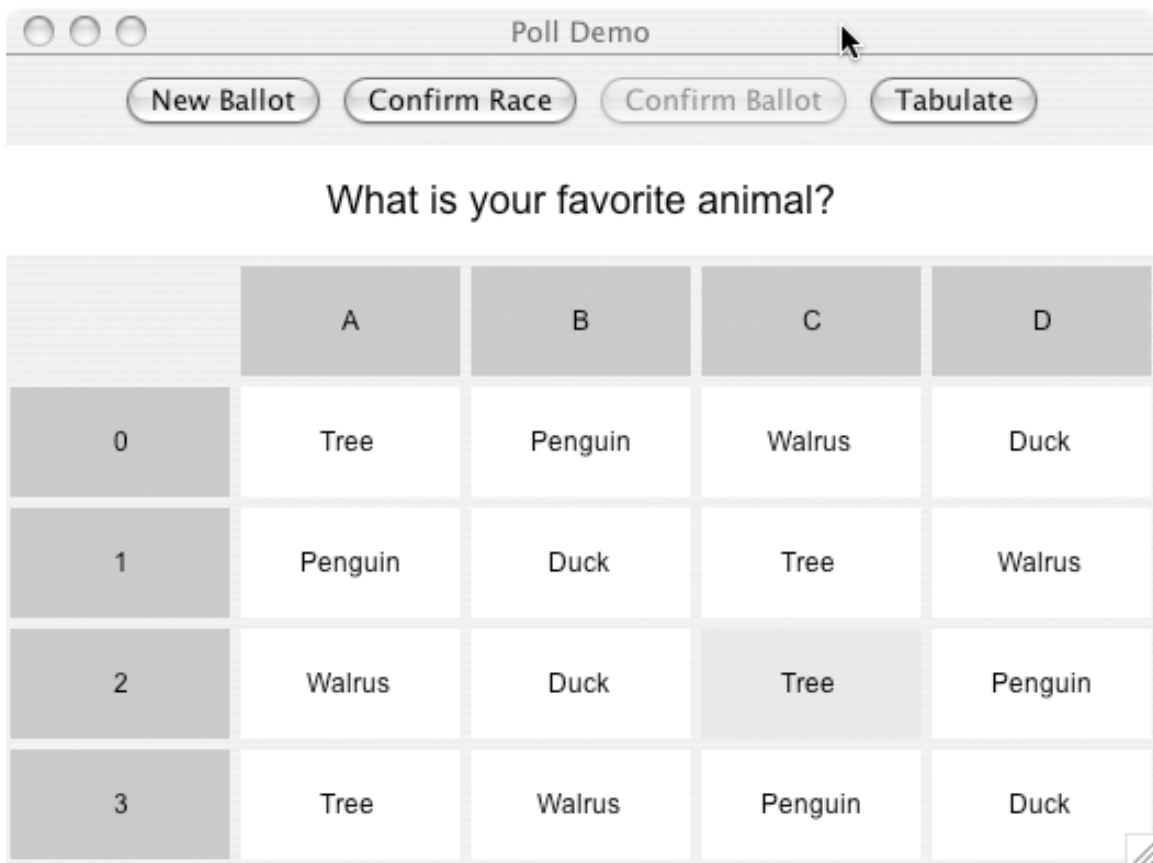 Poll Demo
New Ballot Confirm Race Confirm Ballot Tabulate
What is your favorite animal?
A B C D
0 Tree Penguin Walrus Duck
1 Penguin Duck Tree Walrus
2 Walrus Duck Tree Penguin
3 Tree Walrus Penguin Duck